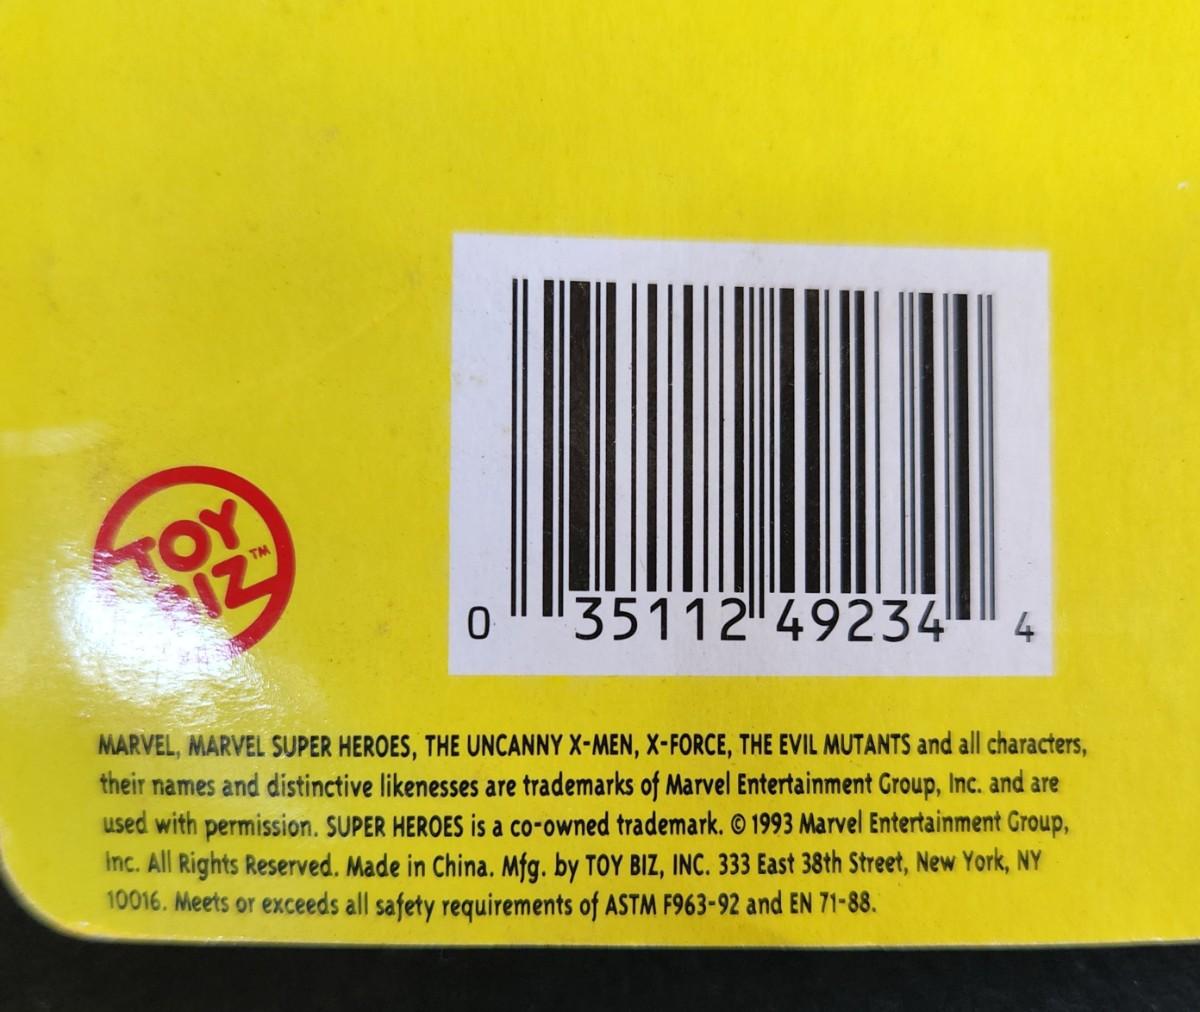 TOY
BIZ™
0 35112 49234 4
MARVEL, MARVEL SUPER HEROES, THE UNCANNY X-MEN, X-FORCE, THE EVIL MUTANTS and all characters,
their names and distinctive likenesses are trademarks of Marvel Entertainment Group, Inc. and are
used with permission. SUPER HEROES is a co-owned trademark. © 1993 Marvel Entertainment Group,
Inc. All Rights Reserved. Made in China. Mfg. by TOY BIZ, INC. 333 East 38th Street, New York, NY
10016. Meets or exceeds all safety requirements of ASTM F963-92 and EN 71-88.